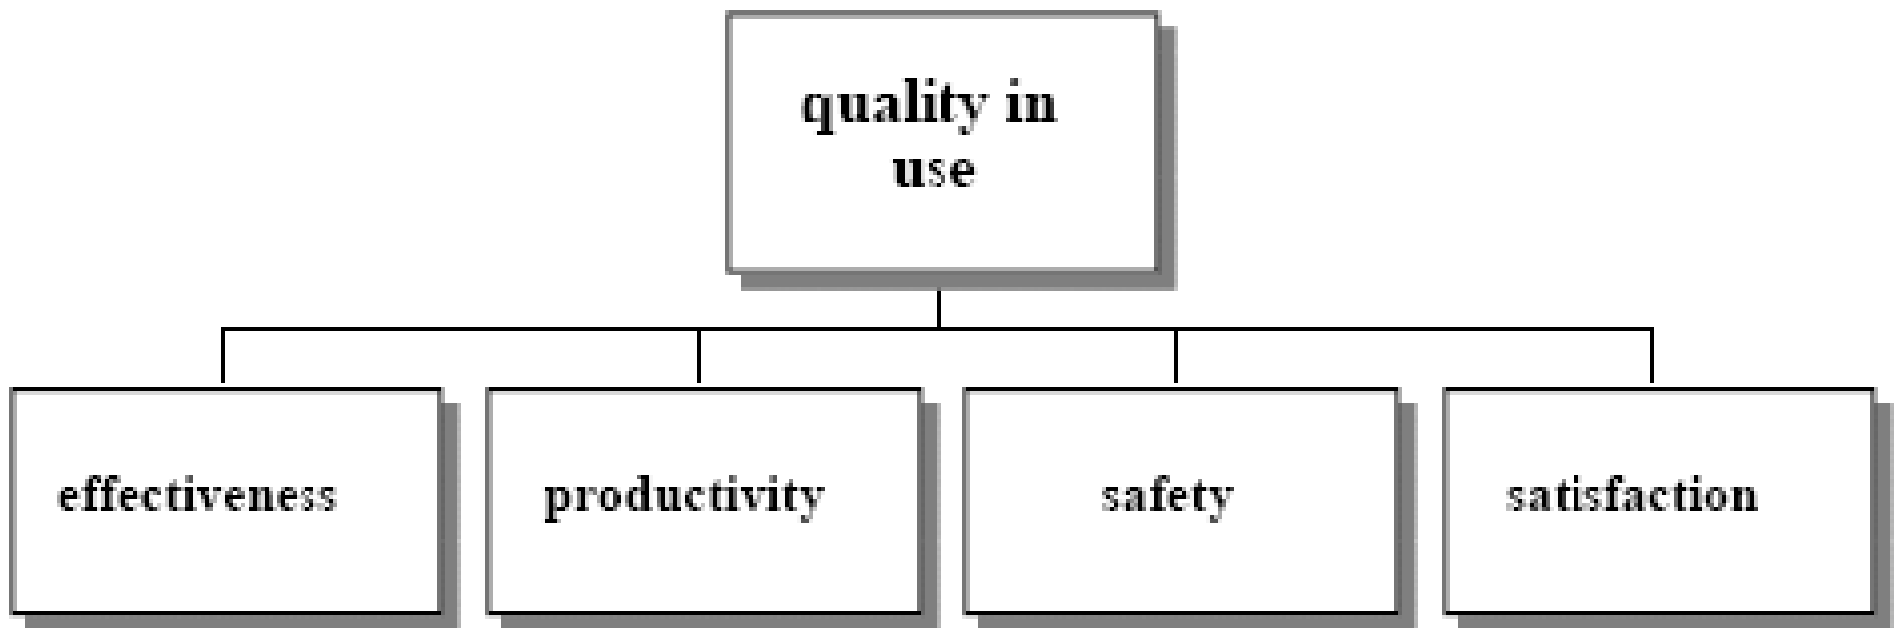 quality in
use
effectiveness
productivity
safety
satisfaction